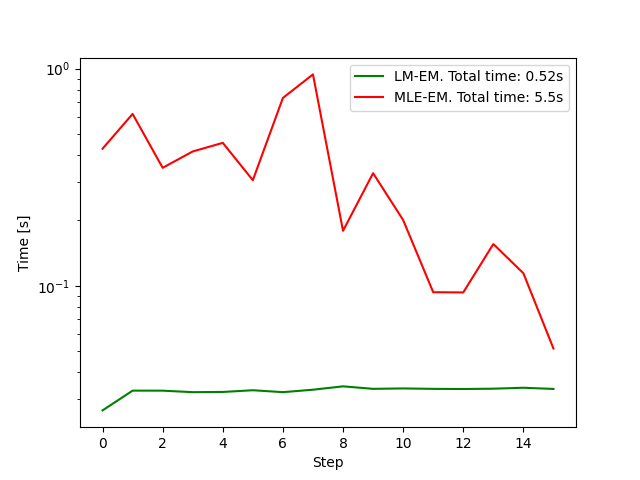 LM-EM. Total time: 0.52s
MLE-EM. Total time: 5.5s
10⁰
10⁻¹
Time [s]
0 2 4 6 8 10 12 14
Step